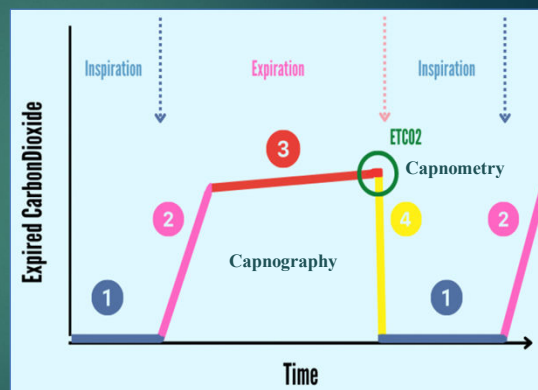 Inspiration
Expiration
Inspiration
ETCO2
3
Capnometry
2
4
2
Capnography
1
1
Expired CarbonDioxide
Time